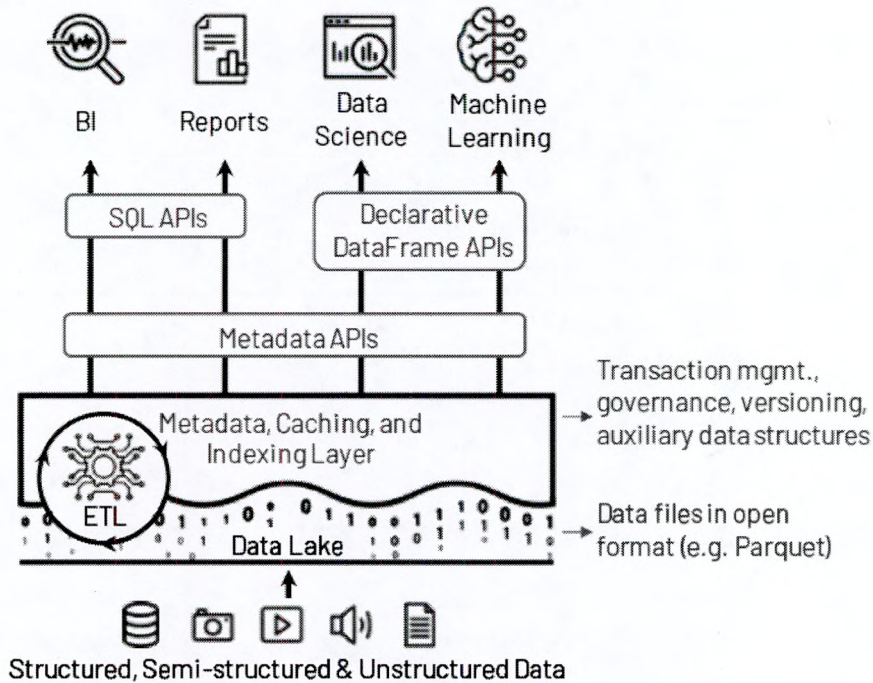 BI
Reports
Data
Science
Machine
Learning
SQL APIs
Declarative
DataFrame APIs
Metadata APIs
Metadata, Caching, and
Indexing Layer
Transaction mgmt.,
governance, versioning,
auxiliary data structures
ETL
Data Lake
Data files in open
format (e.g. Parquet)
Structured, Semi-structured & Unstructured Data